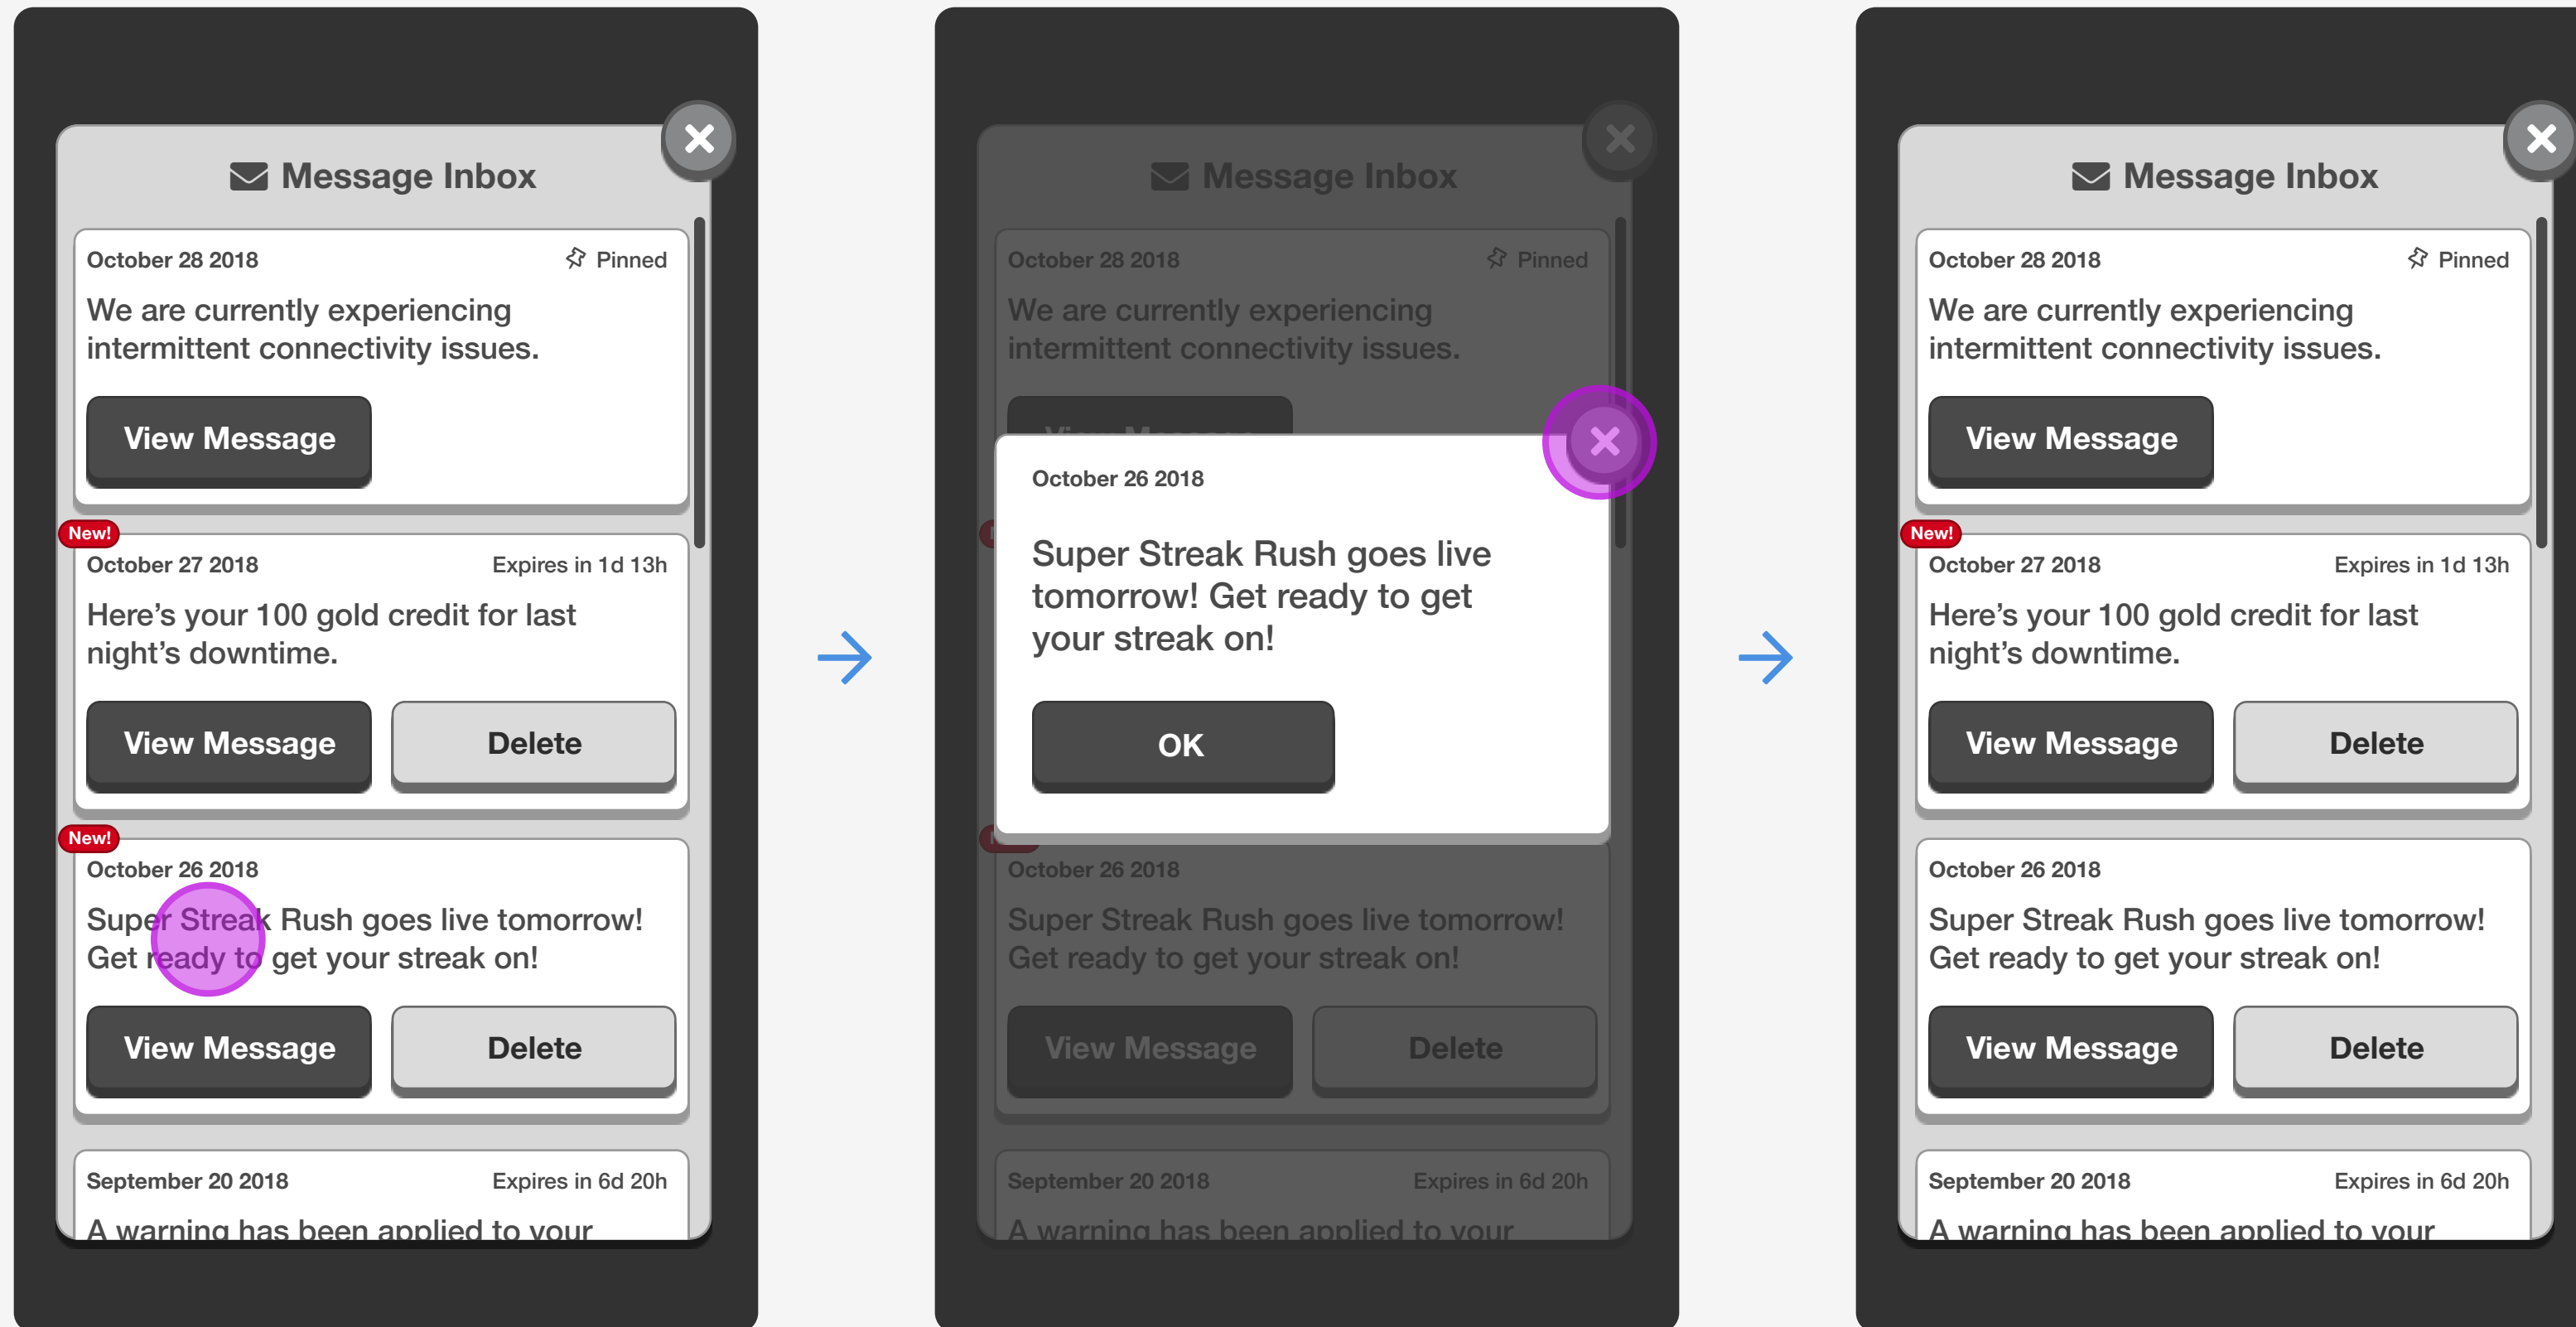 Message Inbox
October 28 2018 Pinned
We are currently experiencing
intermittent connectivity issues.
View Message
New!
October 27 2018 Expires in 1d 13h
Here’s your 100 gold credit for last
night’s downtime.
View Message Delete
New!
October 26 2018
Super Streak Rush goes live tomorrow!
Get ready to get your streak on!
View Message Delete
September 20 2018 Expires in 6d 20h
A warning has been applied to your
Message Inbox
October 28 2018 Pinned
We are currently experiencing
intermittent connectivity issues.
View Message
October 26 2018
Super Streak Rush goes live
tomorrow! Get ready to get
your streak on!
OK
October 26 2018
Super Streak Rush goes live tomorrow!
Get ready to get your streak on!
View Message Delete
September 20 2018 Expires in 6d 20h
A warning has been applied to your
Message Inbox
October 28 2018 Pinned
We are currently experiencing
intermittent connectivity issues.
View Message
New!
October 27 2018 Expires in 1d 13h
Here’s your 100 gold credit for last
night’s downtime.
View Message Delete
October 26 2018
Super Streak Rush goes live tomorrow!
Get ready to get your streak on!
View Message Delete
September 20 2018 Expires in 6d 20h
A warning has been applied to your